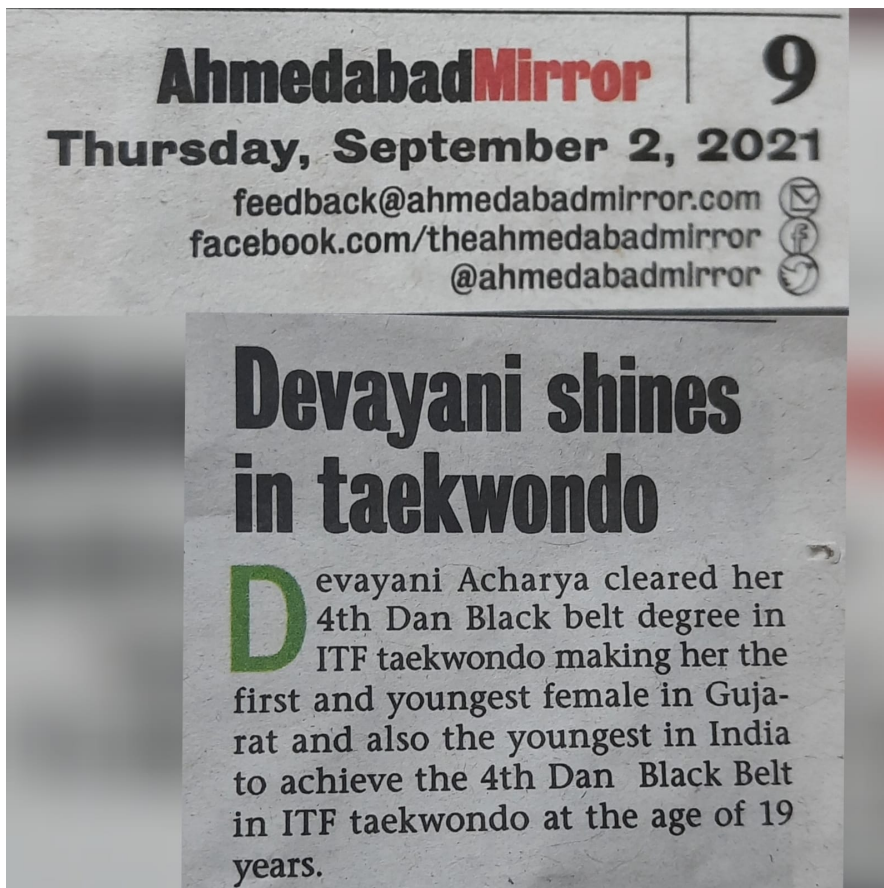 AhmedabadMirror 9
Thursday, September 2, 2021
feedback@ahmedabadmirror.com
facebook.com/theahmedabadmirror
@ahmedabadmirror
Devayani shines
in taekwondo
Devayani Acharya cleared her
4th Dan Black belt degree in
ITF taekwondo making her the
first and youngest female in Guja-
rat and also the youngest in India
to achieve the 4th Dan Black Belt
in ITF taekwondo at the age of 19
years.